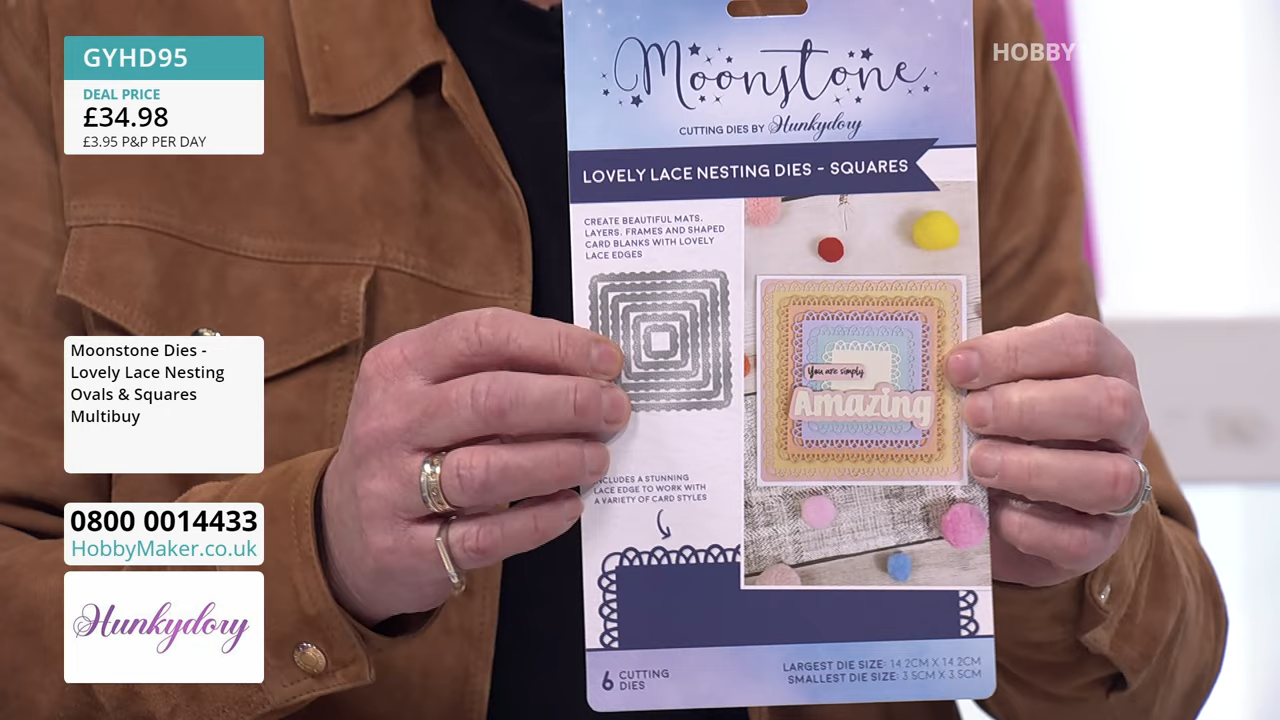 GYHD95
DEAL PRICE
£34.98
£3.95 P&P PER DAY
Moonstone Dies -
Lovely Lace Nesting
Ovals & Squares
Multibuy
0800 0014433
HobbyMaker.co.uk
Hunkydory
HOBBY
Moonstone
CUTTING DIES BY Hunkydory
LOVELY LACE NESTING DIES - SQUARES
CREATE BEAUTIFUL MATS,
LAYERS, FRAMES AND SHAPED
CARD BLANKS WITH LOVELY
LACE EDGES
You are simply
Amazing
INCLUDES A STUNNING
LACE EDGE TO WORK WITH
A VARIETY OF CARD STYLES
6 CUTTING
DIES
LARGEST DIE SIZE: 14.2CM X 14.2CM
SMALLEST DIE SIZE: 3.5CM X 3.5CM